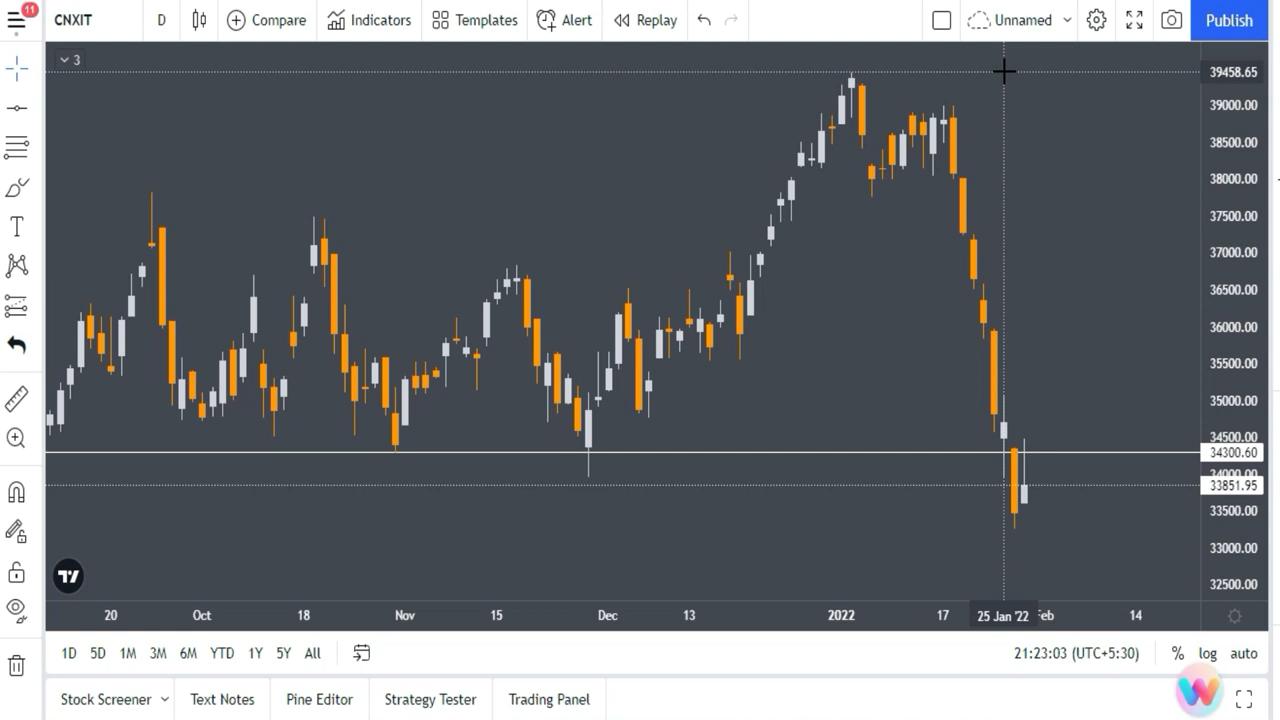 11
CNXIT
D
Compare
Indicators
Templates
Alert
Replay
Unnamed
Publish
3
39458.65
39000.00
38500.00
38000.00
37500.00
37000.00
36500.00
36000.00
35500.00
35000.00
34500.00
34300.60
34000.00
33851.95
33500.00
33000.00
32500.00
20
Oct
18
Nov
15
Dec
13
2022
17
25 Jan '22
Feb
14
1D
5D
1M
3M
6M
YTD
1Y
5Y
All
21:23:03 (UTC+5:30)
%
log
auto
Stock Screener
Text Notes
Pine Editor
Strategy Tester
Trading Panel